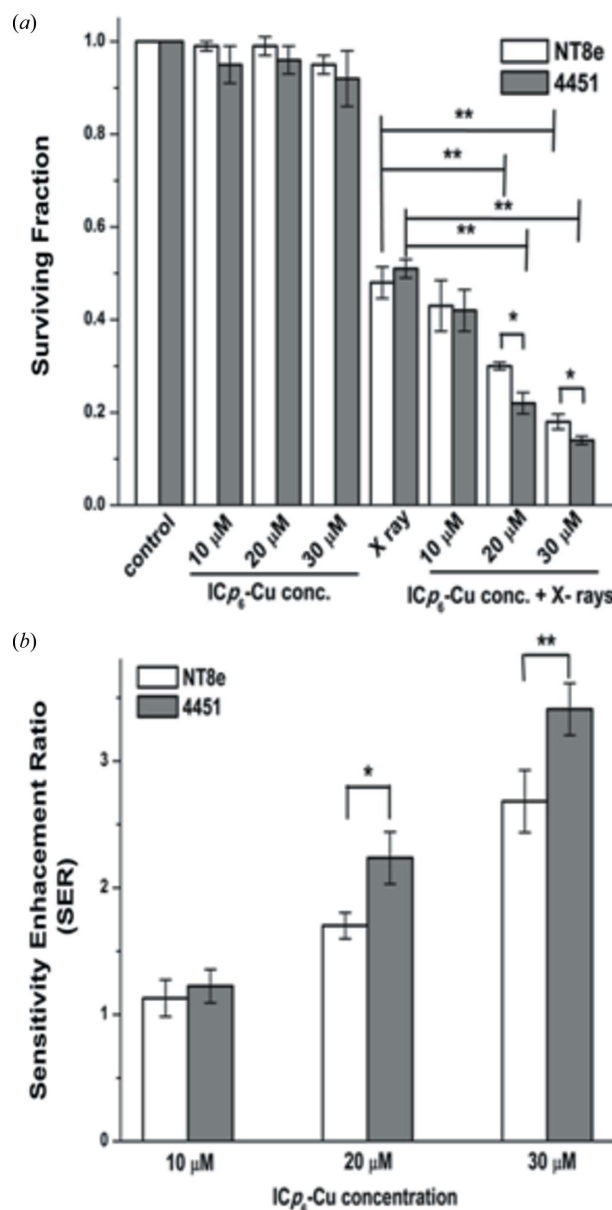 (a)
1.0
0.8
0.6
0.4
0.2
0.0
Surviving Fraction
NT8e
4451
**
**
**
**
*
*
control
10 μM
20 μM
30 μM
X ray
10 μM
20 μM
30 μM
ICp₆-Cu conc.
ICp₆-Cu conc. + X- rays
(b)
NT8e
4451
3
2
1
0
Sensitivity Enhacement Ratio
(SER)
*
**
10 μM
20 μM
30 μM
ICp₆-Cu concentration